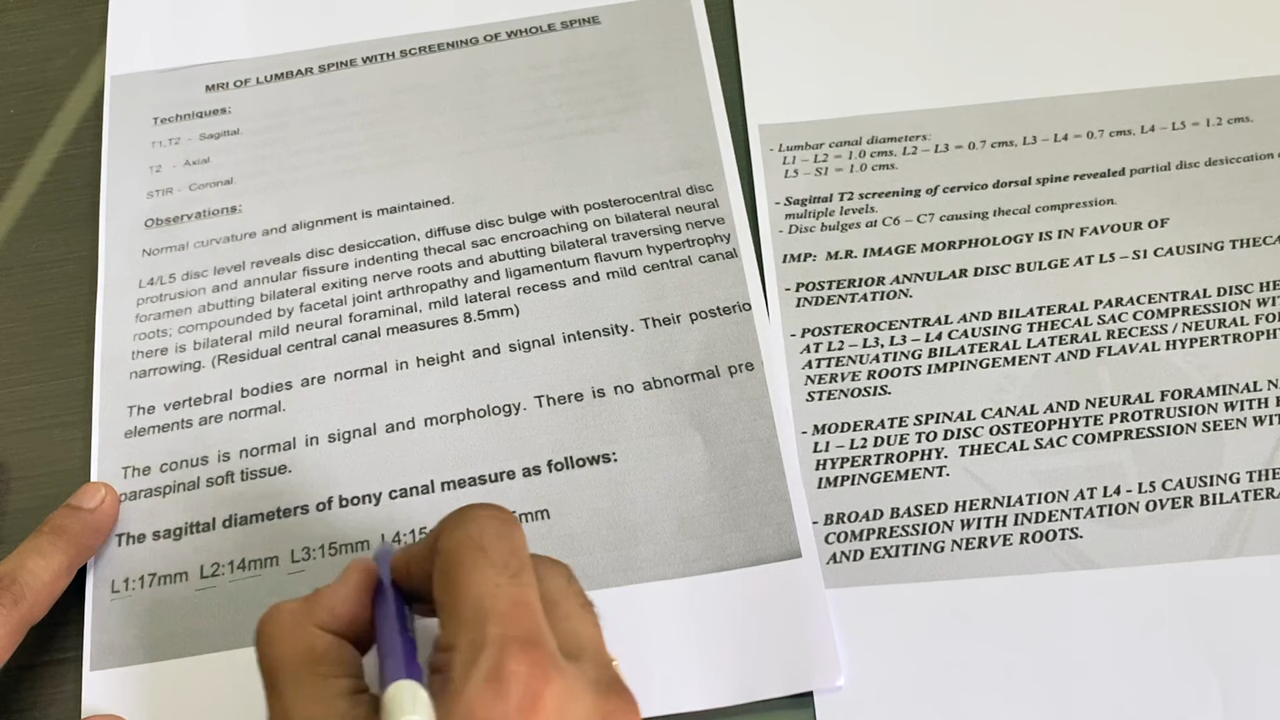 MRI OF LUMBAR SPINE WITH SCREENING OF WHOLE SPINE
Techniques:
T1,T2 - Sagittal.
T2 - Axial.
STIR - Coronal.
Observations:
Normal curvature and alignment is maintained.
L4/L5 disc level reveals disc desiccation, diffuse disc bulge with posterocentral disc
protrusion and annular fissure indenting thecal sac encroaching on bilateral neural
foramen abutting bilateral exiting nerve roots and abutting bilateral traversing nerve
roots; compounded by facetal joint arthropathy and ligamentum flavum hypertrophy
there is bilateral mild neural foraminal, mild lateral recess and mild central canal
narrowing. (Residual central canal measures 8.5mm)
The vertebral bodies are normal in height and signal intensity. Their posterio
elements are normal.
The conus is normal in signal and morphology. There is no abnormal pre
paraspinal soft tissue.
The sagittal diameters of bony canal measure as follows:
L1:17mm L2:14mm L3:15mm L4:15 mm
- Lumbar canal diameters:
L1 – L2 = 1.0 cms, L2 – L3 = 0.7 cms, L3 – L4 = 0.7 cms, L4 – L5 = 1.2 cms.
L5 – S1 = 1.0 cms.
- Sagittal T2 screening of cervico dorsal spine revealed partial disc desiccation
multiple levels.
- Disc bulges at C6 – C7 causing thecal compression.
IMP: M.R. IMAGE MORPHOLOGY IS IN FAVOUR OF
- POSTERIOR ANNULAR DISC BULGE AT L5 – S1 CAUSING THECA
INDENTATION.
- POSTEROCENTRAL AND BILATERAL PARACENTRAL DISC HE
AT L2 – L3, L3 – L4 CAUSING THECAL SAC COMPRESSION WIT
ATTENUATING BILATERAL LATERAL RECESS / NEURAL FO
NERVE ROOTS IMPINGEMENT AND FLAVAL HYPERTROPH
STENOSIS.
- MODERATE SPINAL CANAL AND NEURAL FORAMINAL N
L1 – L2 DUE TO DISC OSTEOPHYTE PROTRUSION WITH
HYPERTROPHY. THECAL SAC COMPRESSION SEEN WIT
IMPINGEMENT.
- BROAD BASED HERNIATION AT L4 - L5 CAUSING THE
COMPRESSION WITH INDENTATION OVER BILATERA
AND EXITING NERVE ROOTS.